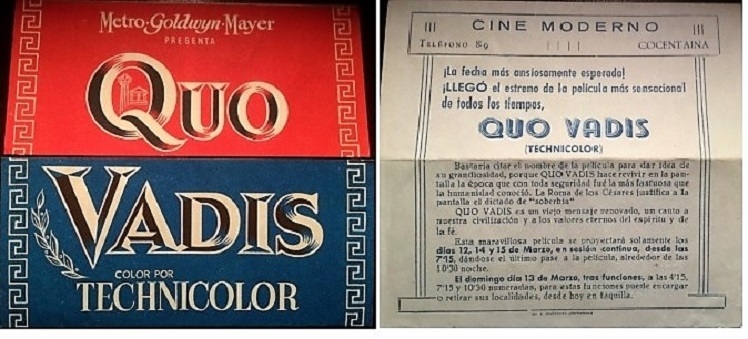 Metro-Goldwyn-Mayer
PRESENTA
QUO
VADIS
COLOR POR
TECHNICOLOR
CINE MODERNO
TELÉFONO 89
COCENTAINA
¡La fecha más ansiosamente esperada!
¡LLEGÓ el estreno de la película más sensacional
de todos los tiempos,
QUO VADIS
(TECHNICOLOR)
Bastaría citar el nombre de la película para dar idea de
su grandiosidad, porque QUO VADIS hace revivir en la pan-
talla la época que con toda seguridad fué la más fastuosa que
la humanidad conoció. La Roma de los Césares justifica a la
pantalla el dictado de "soberbia"
QUO VADIS es un viejo mensaje renovado, un canto a
nuestra civilización y a los valores eternos del espíritu y de
la fé.
Esta maravillosa película se proyectará solamente los
días 12, 14 y 15 de Marzo, en sesión continua, desde las
7'15, dándose el último pase a la película, alrededor de las
10'30 noche.
El domingo día 13 de Marzo, tres funciones, a las 4'15,
7'15 y 10'30 numeradas, para estas funciones puede encargar
o retirar sus localidades, desde hoy en taquilla.